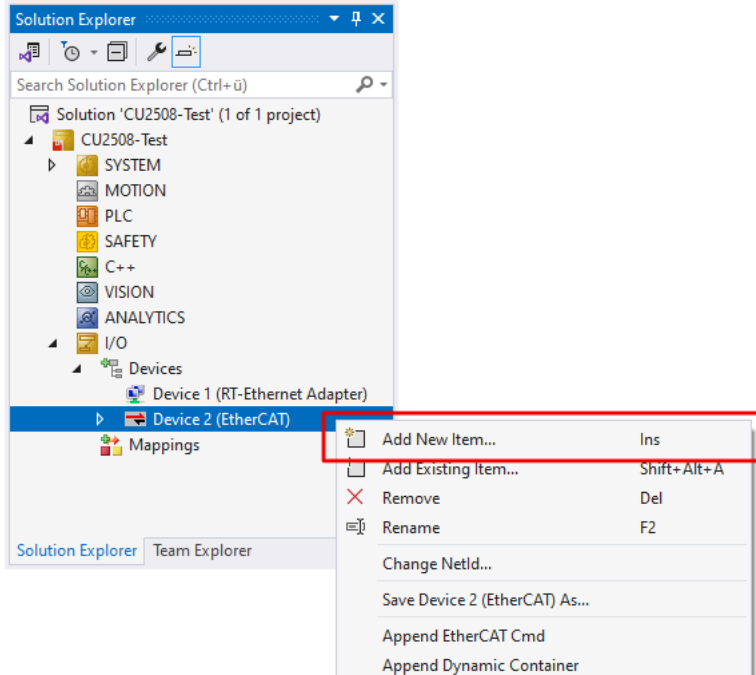 Solution Explorer
Search Solution Explorer (Ctrl+ü)
Solution 'CU2508-Test' (1 of 1 project)
CU2508-Test
SYSTEM
MOTION
PLC
SAFETY
C++
VISION
ANALYTICS
I/O
Devices
Device 1 (RT-Ethernet Adapter)
Device 2 (EtherCAT)
Mappings
Solution Explorer Team Explorer
Add New Item... Ins
Add Existing Item... Shift+Alt+A
Remove Del
Rename F2
Change NetId...
Save Device 2 (EtherCAT) As...
Append EtherCAT Cmd
Append Dynamic Container